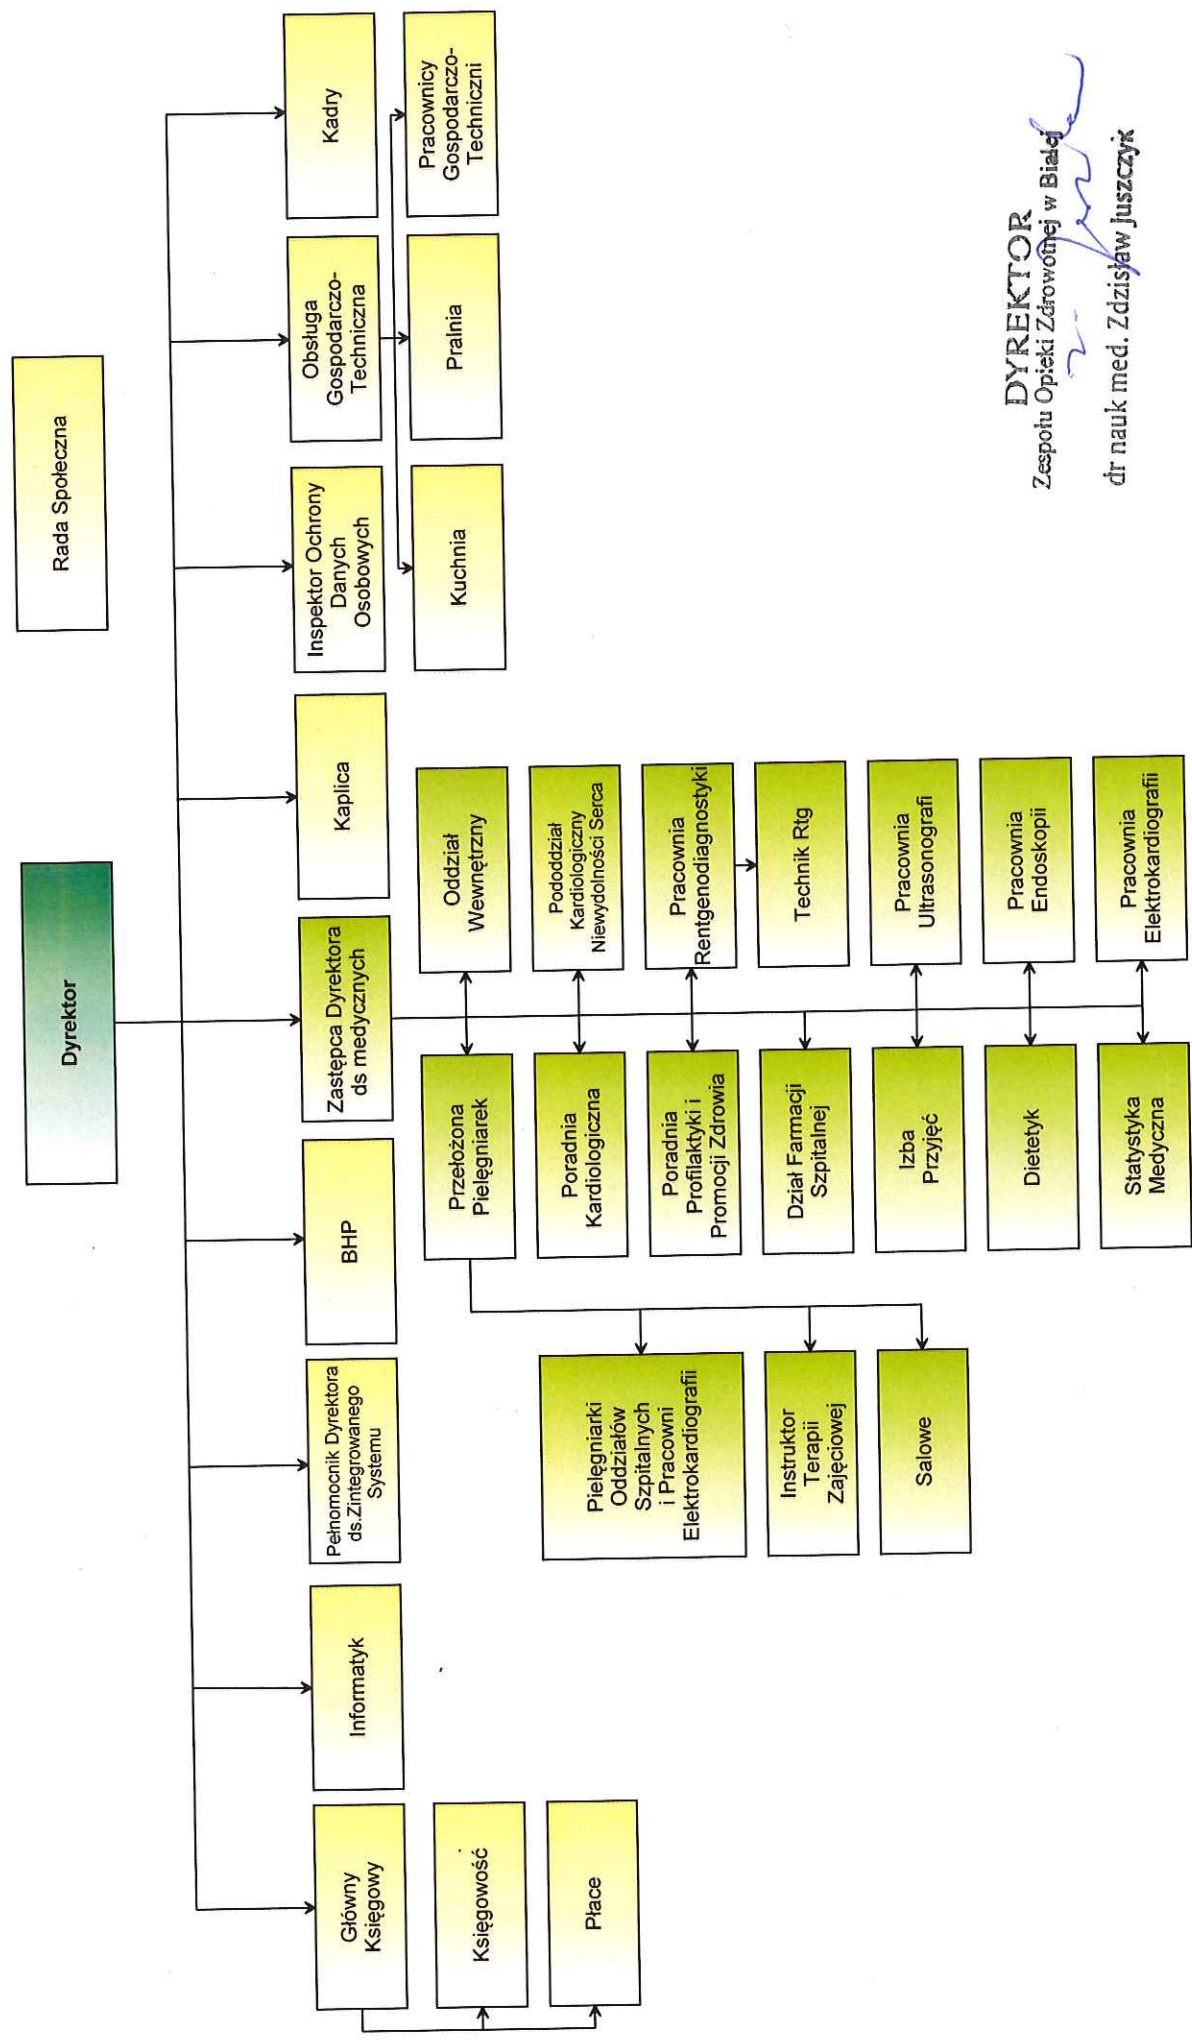 Rada Społeczna
Dyrektor
Główny
Księgowy
Informatyk
Pełnomocnik Dyrektora
ds.Zintegrowanego
Systemu
BHP
Zastępca Dyrektora
ds medycznych
Kaplica
Inspektor Ochrony
Danych
Osobowych
Obsługa
Gospodarczo-
Techniczna
Kadry
Księgowość
Płace
Kuchnia
Pralnia
Pracownicy
Gospodarczo-
Techniczni
Przełożona
Pielęgniarek
Oddział
Wewnętrzny
Poradnia
Kardiologiczna
Pododdział
Kardiologiczny
Niewydolności Serca
Poradnia
Profilaktyki i
Promocji Zdrowia
Pracownia
Rentgenodiagnostyki
Dział Farmacji
Szpitalnej
Technik Rtg
Izba
Przyjęć
Pracownia
Ultrasonografi
Dietetyk
Pracownia
Endoskopii
Statystyka
Medyczna
Pracownia
Elektrokardiografii
Pielęgniarki
Oddziałów
Szpitalnych
i Pracowni
Elektrokardiografii
Instruktor
Terapii
Zajęciowej
Salowe
DYREKTOR
Zespołu Opieki Zdrowotnej w Białej
dr nauk med. Zdzisław Juszczyk